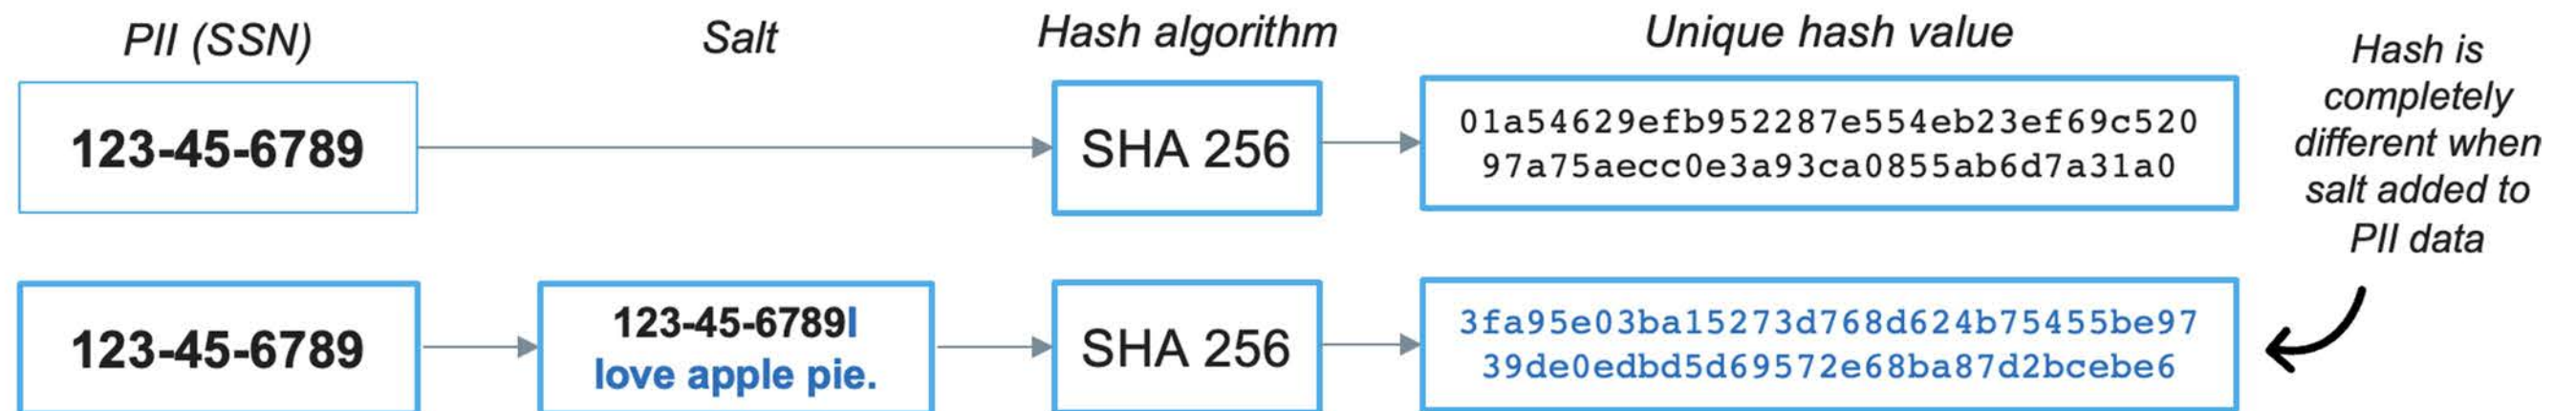 PII (SSN)
Salt
Hash algorithm
Unique hash value
123-45-6789
SHA 256
01a54629efb952287e554eb23ef69c520
97a75aecc0e3a93ca0855ab6d7a31a0
Hash is
completely
different when
salt added to
PII data
123-45-6789
123-45-6789I
love apple pie.
SHA 256
3fa95e03ba15273d768d624b75455be97
39de0edbd5d69572e68ba87d2bcebe6